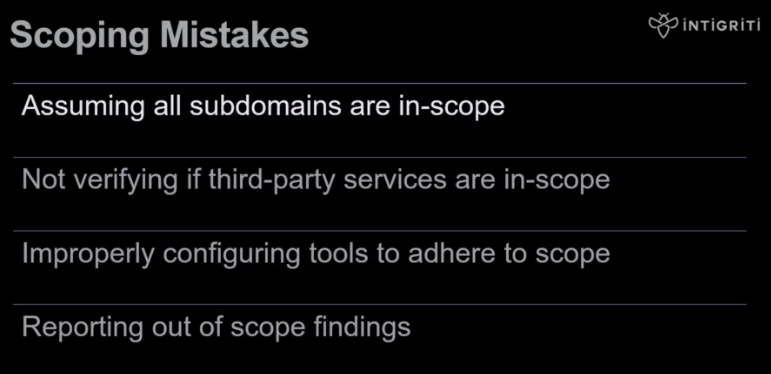 Scoping Mistakes
INTIGRITI
Assuming all subdomains are in-scope
Not verifying if third-party services are in-scope
Improperly configuring tools to adhere to scope
Reporting out of scope findings